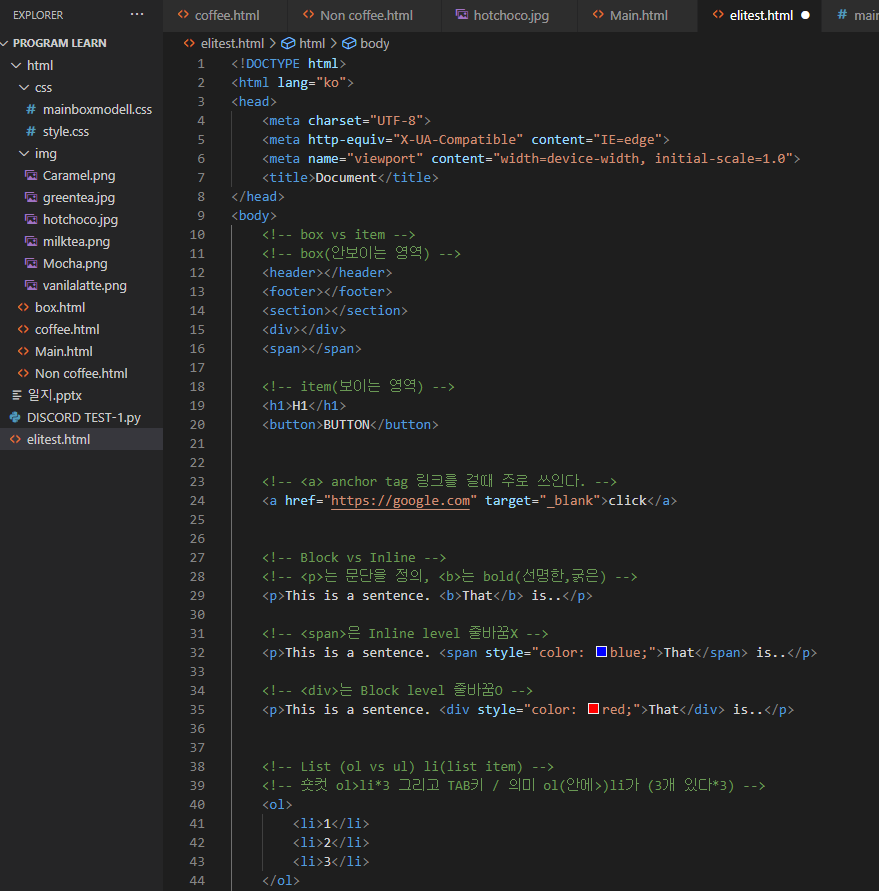 EXPLORER
···
coffee.html
Non coffee.html
hotchoco.jpg
Main.html
elitest.html
# mair
PROGRAM LEARN
html
css
# mainboxmodell.css
# style.css
img
Caramel.png
greentea.jpg
hotchoco.jpg
milktea.png
Mocha.png
vanilalatte.png
box.html
coffee.html
Main.html
Non coffee.html
일지.pptx
DISCORD TEST-1.py
elitest.html
elitest.html > html > body
1 <!DOCTYPE html>
2 <html lang="ko">
3 <head>
4     <meta charset="UTF-8">
5     <meta http-equiv="X-UA-Compatible" content="IE=edge">
6     <meta name="viewport" content="width=device-width, initial-scale=1.0">
7     <title>Document</title>
8 </head>
9 <body>
10     <!-- box vs item -->
11     <!-- box(안보이는 영역) -->
12     <header></header>
13     <footer></footer>
14     <section></section>
15     <div></div>
16     <span></span>
17
18     <!-- item(보이는 영역) -->
19     <h1>H1</h1>
20     <button>BUTTON</button>
21
22
23     <!-- <a> anchor tag 링크를 걸때 주로 쓰인다. -->
24     <a href="https://google.com" target="_blank">click</a>
25
26
27     <!-- Block vs Inline -->
28     <!-- <p>는 문단을 정의, <b>는 bold(선명한,굵은) -->
29     <p>This is a sentence. <b>That</b> is..</p>
30
31     <!-- <span>은 Inline level 줄바꿈X -->
32     <p>This is a sentence. <span style="color: blue;">That</span> is..</p>
33
34     <!-- <div>는 Block level 줄바꿈O -->
35     <p>This is a sentence. <div style="color: red;">That</div> is..</p>
36
37
38     <!-- List (ol vs ul) li(list item) -->
39     <!-- 숏컷 ol>li*3 그리고 TAB키 / 의미 ol(안에>)li가 (3개 있다*3) -->
40     <ol>
41         <li>1</li>
42         <li>2</li>
43         <li>3</li>
44     </ol>